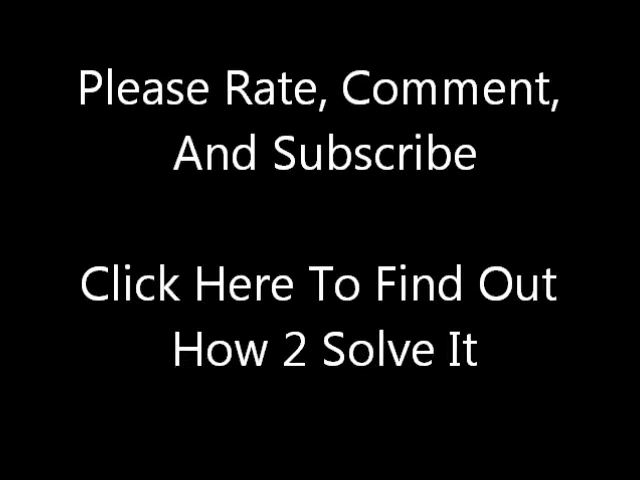 Please Rate, Comment,
And Subscribe
Click Here To Find Out
How 2 Solve It